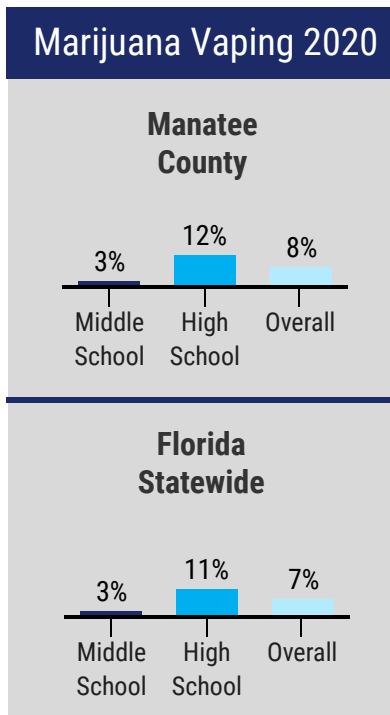 Marijuana Vaping 2020
Manatee
County
3%
12%
8%
Middle
School
High
School
Overall
Florida
Statewide
3%
11%
7%
Middle
School
High
School
Overall